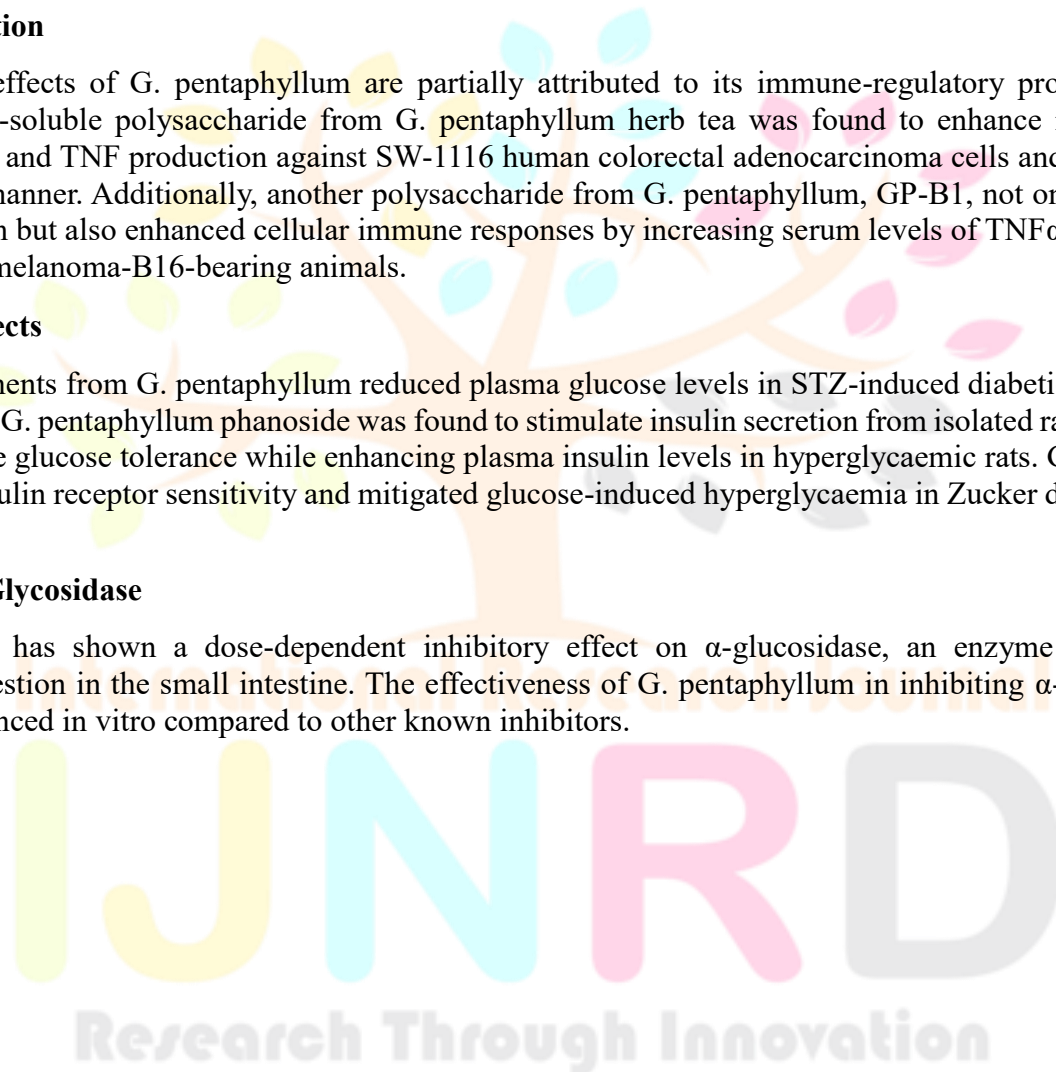 tion
effects of G. pentaphyllum are partially attributed to its immune-regulatory pro
-soluble polysaccharide from G. pentaphyllum herb tea was found to enhance
and TNF production against SW-1116 human colorectal adenocarcinoma cells and
anner. Additionally, another polysaccharide from G. pentaphyllum, GP-B1, not on
but also enhanced cellular immune responses by increasing serum levels of TNFα
melanoma-B16-bearing animals.
ects
nents from G. pentaphyllum reduced plasma glucose levels in STZ-induced diabeti
G. pentaphyllum phanoside was found to stimulate insulin secretion from isolated ra
e glucose tolerance while enhancing plasma insulin levels in hyperglycaemic rats.
ulin receptor sensitivity and mitigated glucose-induced hyperglycaemia in Zucker d
Glycosidase
has shown a dose-dependent inhibitory effect on α-glucosidase, an enzyme
estion in the small intestine. The effectiveness of G. pentaphyllum in inhibiting α-
nced in vitro compared to other known inhibitors.
International Research Journal
IJNRD
Research Through Innovation